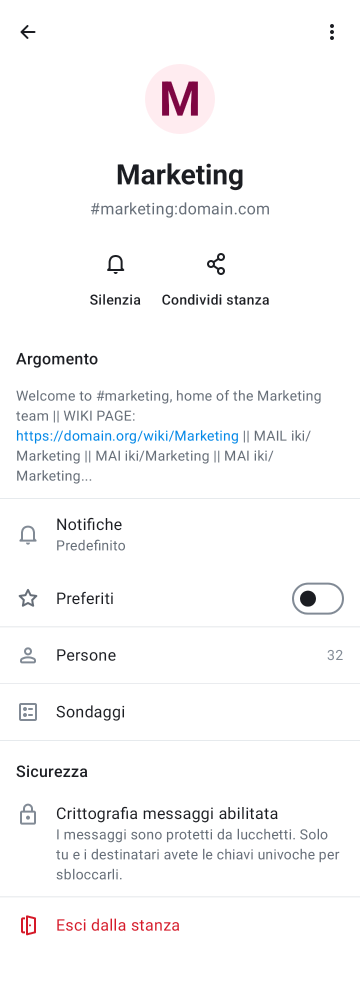 M
Marketing
#marketing:domain.com
Silenzia
Condividi stanza
Argomento
Welcome to #marketing, home of the Marketing
team || WIKI PAGE:
https://domain.org/wiki/Marketing || MAIL iki/
Marketing || MAI iki/Marketing || MAI iki/
Marketing...
Notifiche
Predefinito
Preferiti
Persone 32
Sondaggi
Sicurezza
Crittografia messaggi abilitata
I messaggi sono protetti da lucchetti. Solo
tu e i destinatari avete le chiavi univoche per
sbloccarli.
Esci dalla stanza